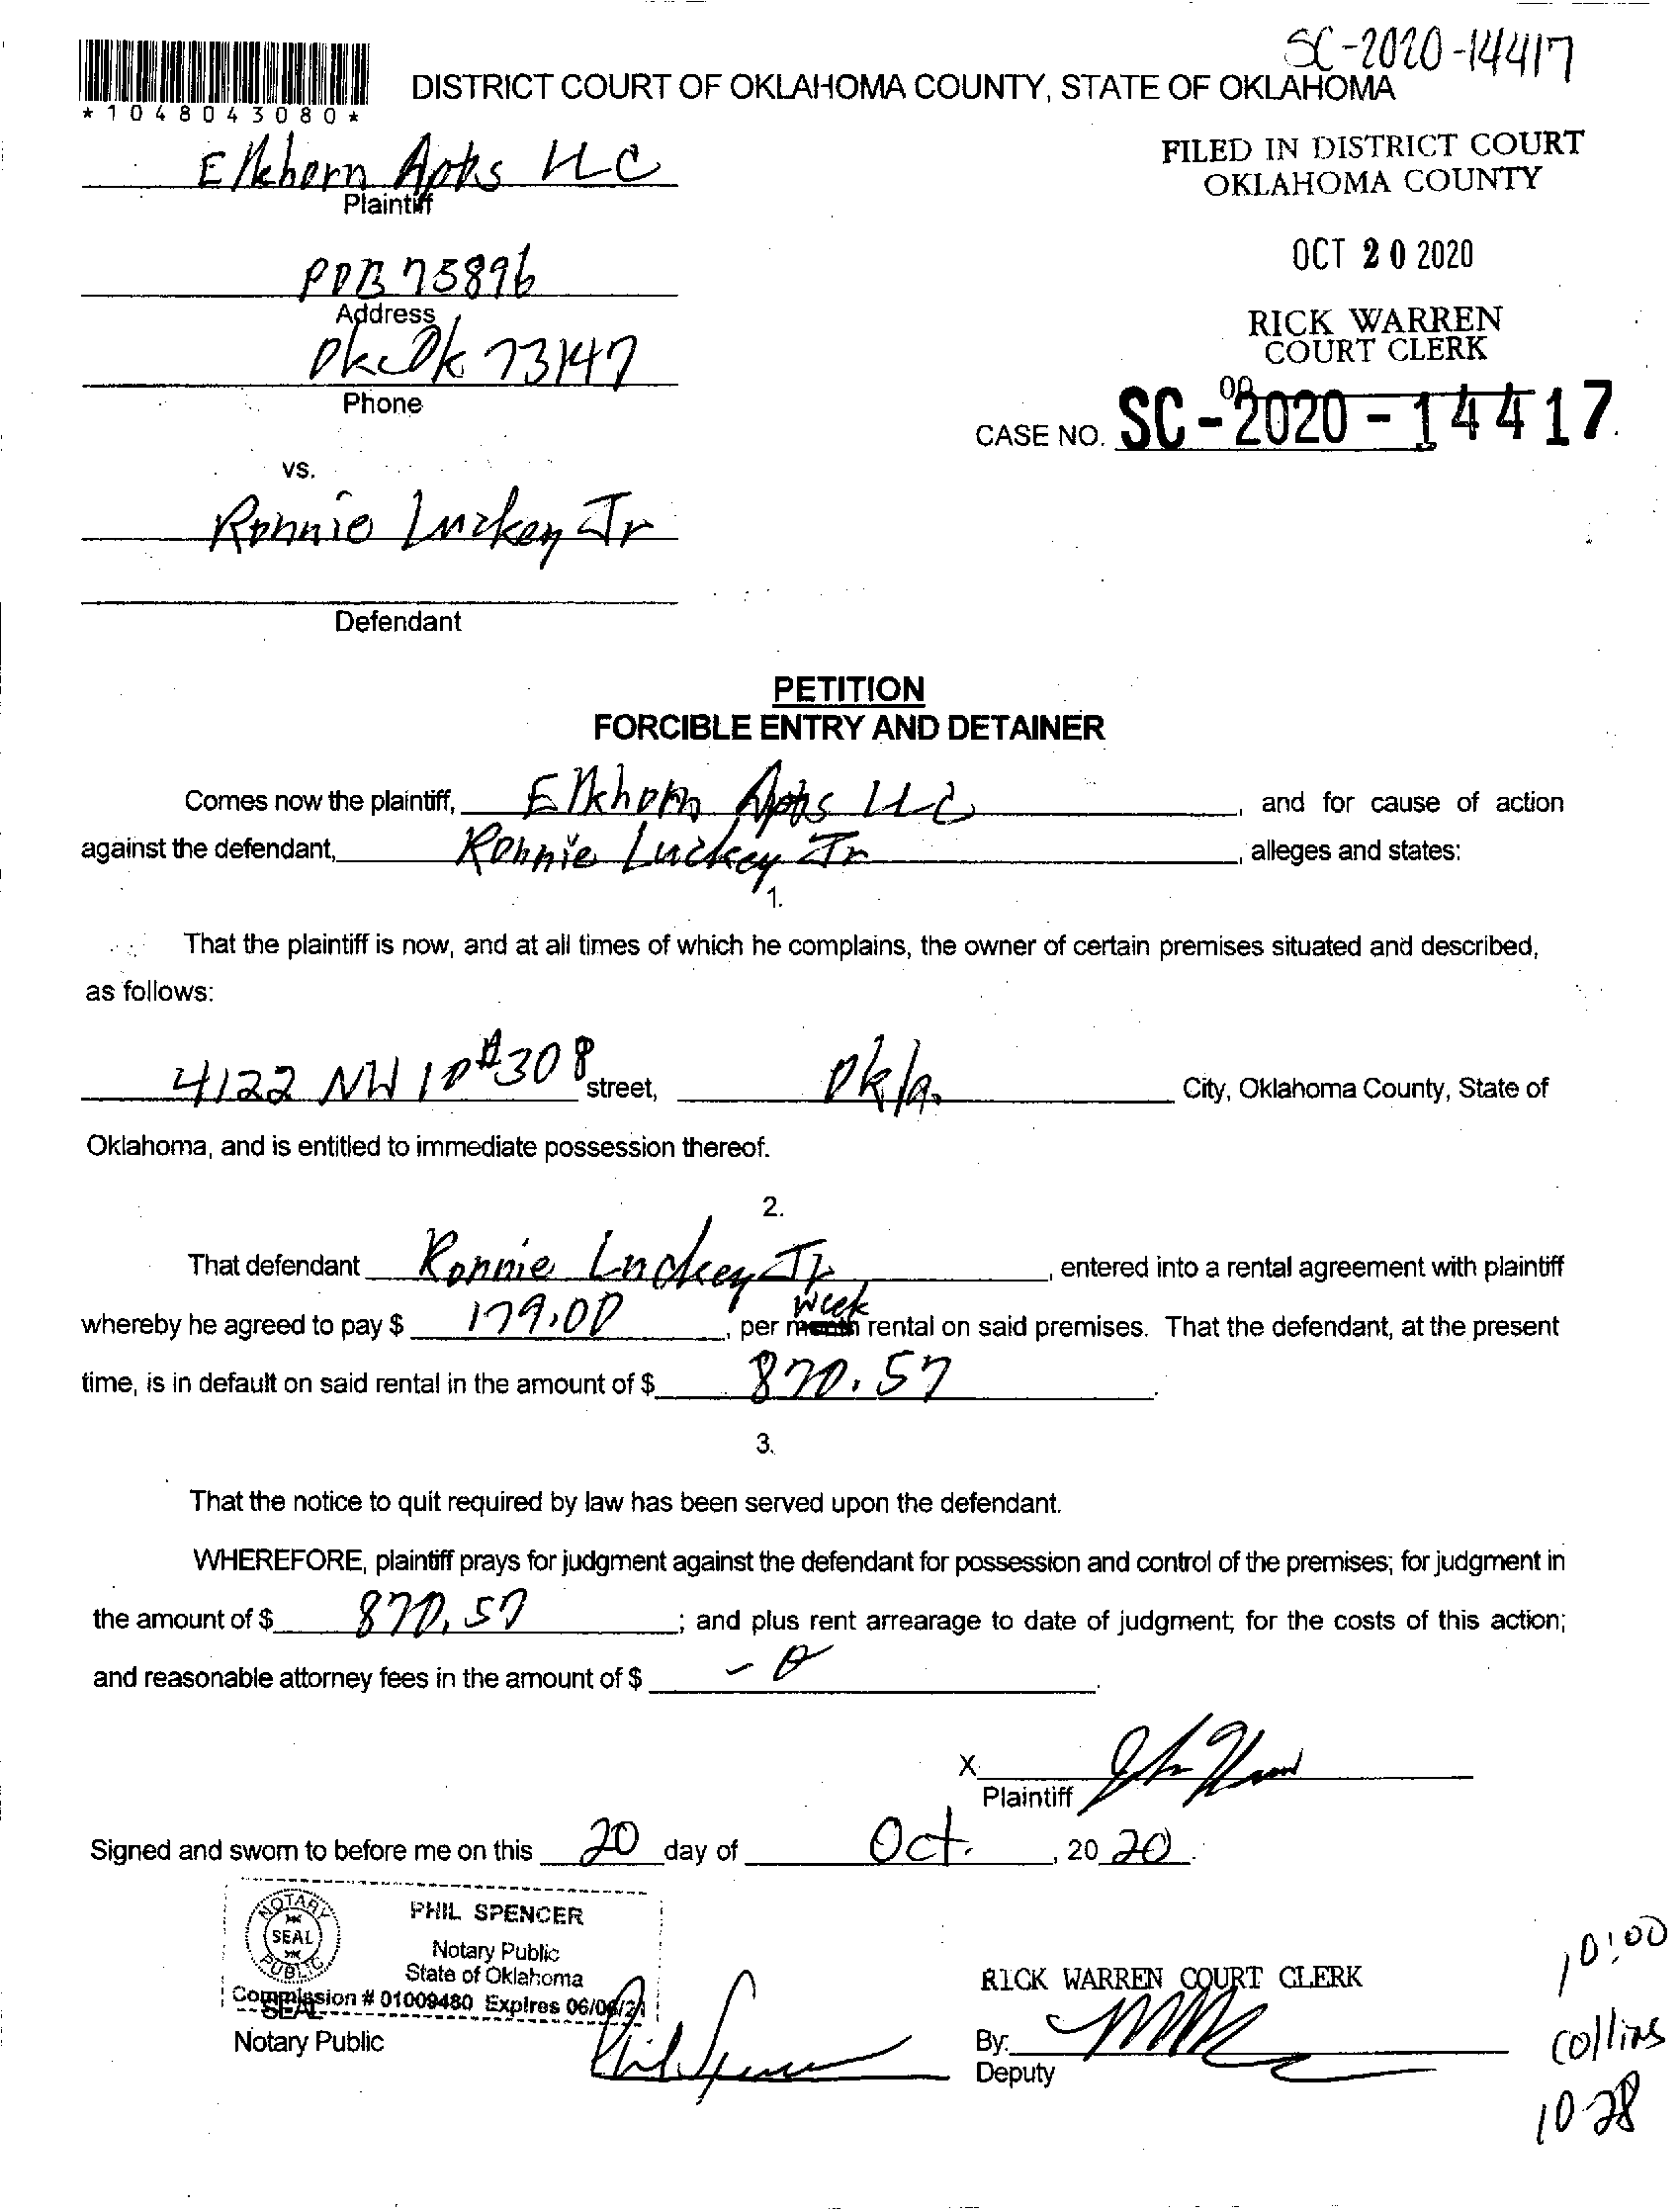 SC-2020-14417
DISTRICT COURT OF OKLAHOMA COUNTY, STATE OF OKLAHOMA
*1048043080*
Elkhorn Apts LLC
Plaintiff
FILED IN DISTRICT COURT
OKLAHOMA COUNTY
POB 75896
Address
OCT 20 2020
OkcOk 73147
Phone
RICK WARREN
COURT CLERK
CASE NO. SC-2020-14417
vs.
Ronnie Luckey Jr
Defendant
PETITION
FORCIBLE ENTRY AND DETAINER
Comes now the plaintiff, Elkhorn Apts LLC, and for cause of action
against the defendant, Ronnie Luckey Jr, alleges and states:
1.
That the plaintiff is now, and at all times of which he complains, the owner of certain premises situated and described,
as follows:
4122 NW 10 #308 street, Okla. City, Oklahoma County, State of
Oklahoma, and is entitled to immediate possession thereof.
2.
That defendant Ronnie Luckey Jr, entered into a rental agreement with plaintiff
whereby he agreed to pay $ 179.00, per month week rental on said premises. That the defendant, at the present
time, is in default on said rental in the amount of $ 870.57.
3.
That the notice to quit required by law has been served upon the defendant.
WHEREFORE, plaintiff prays for judgment against the defendant for possession and control of the premises; for judgment in
the amount of $ 870.57; and plus rent arrearage to date of judgment; for the costs of this action;
and reasonable attorney fees in the amount of $ -0.
X
Plaintiff
Signed and sworn to before me on this 20 day of Oct., 20 20.
NOTARY PUBLIC SEAL
PHIL SPENCER
Notary Public
State of Oklahoma
Commission # 01009480 Expires 06/06/21
SEAL
Notary Public
Phil Spencer
RICK WARREN COURT CLERK
By:
Deputy
10:00
Collins
10-28